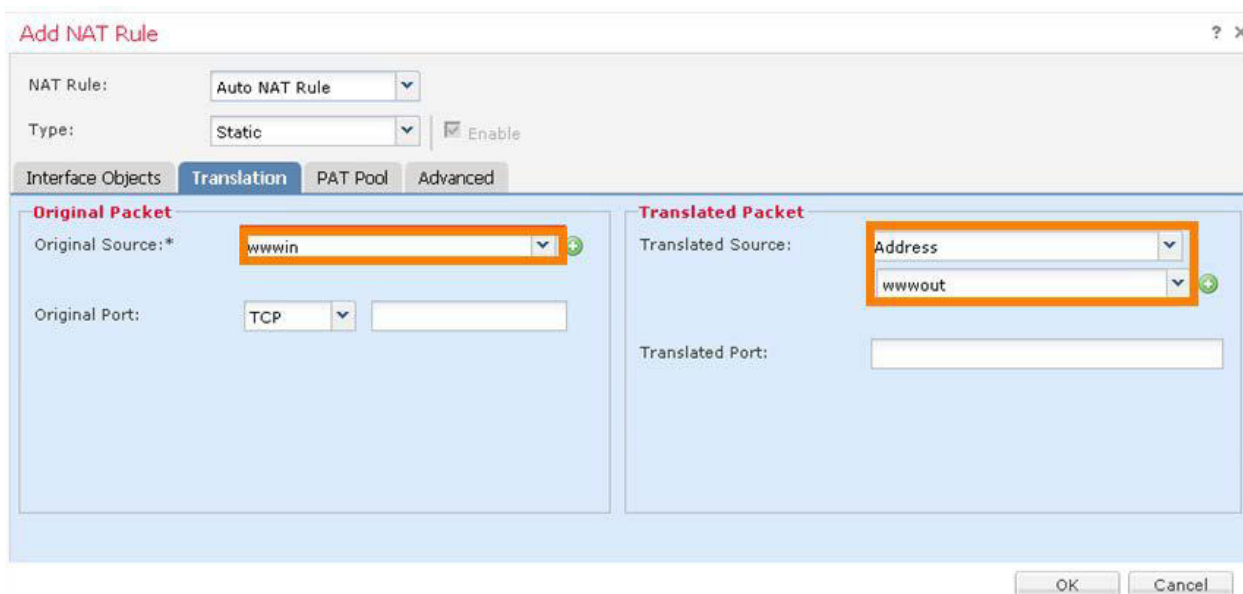 Add NAT Rule ? X
NAT Rule: Auto NAT Rule
Type: Static Enable
Interface Objects Translation PAT Pool Advanced
Original Packet
Original Source:* wwwin
Original Port: TCP
Translated Packet
Translated Source: Address
wwwout
Translated Port:
OK Cancel